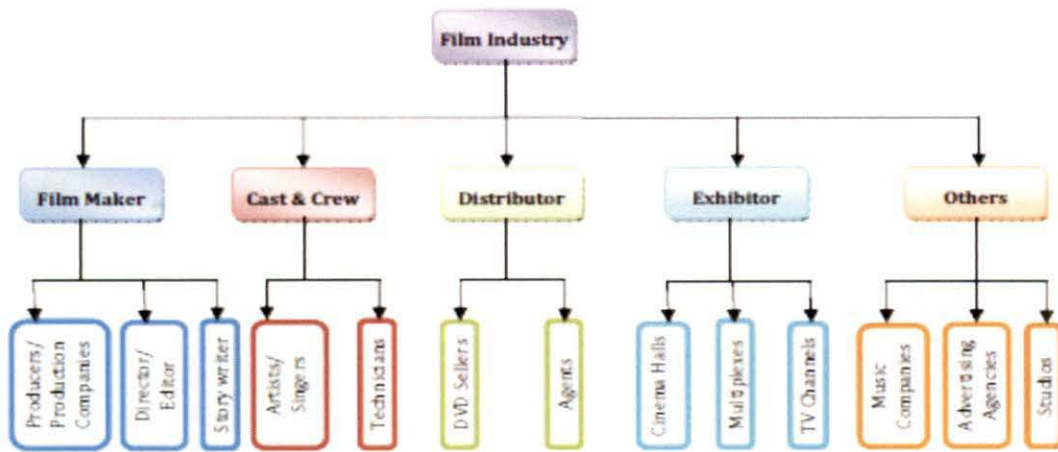 Film Industry
Film Maker
Cast & Crew
Distributor
Exhibitor
Others
Producers/
Production
Companies
Director/
Editor
Story writer
Artists/
Singers
Technicians
DVD Sellers
Agents
Cinema Halls
Multiplexes
TV Channels
Music
Companies
Advertising
Agencies
Studios